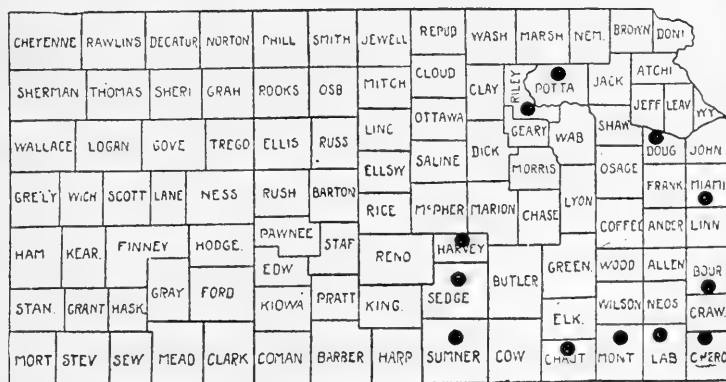 CHEYENNE RAWLINS DECATUR NORTON PHILL SMITH JEWELL REPUB WASH MARSH NEM. BROWN DONI
SHERMAN THOMAS SHERI GRAH ROOKS OSB MITCH CLOUD CLAY RILEY POTTA JACK ATCHI
JEFF LEAV WY
WALLACE LOGAN GOVE TREGO ELLIS RUSS LINC OTTAWA DICK GEARY WAB SHAW DOUG JOHN
ELLSW SALINE MORRIS OSAGE
GRE'LY WICH SCOTT LANE NESS RUSH BARTON RICE McPHER MARION CHASE LYON FRANK MIAMI
COFFEE ANDER LINN
HAM KEAR. FINNEY HODGE. PAWNEE STAF RENO HARVEY BUTLER GREEN. WOOD ALLEN BOUR
EDW
STAN. GRANT HASK. GRAY FORD KIOWA PRATT KING. SEDGE ELK. WILSON NEOS CRAW.
MORT STEV SEW MEAD CLARK COMAN BARBER HARP SUMNER COW CHAUT MONT LAB CHERO